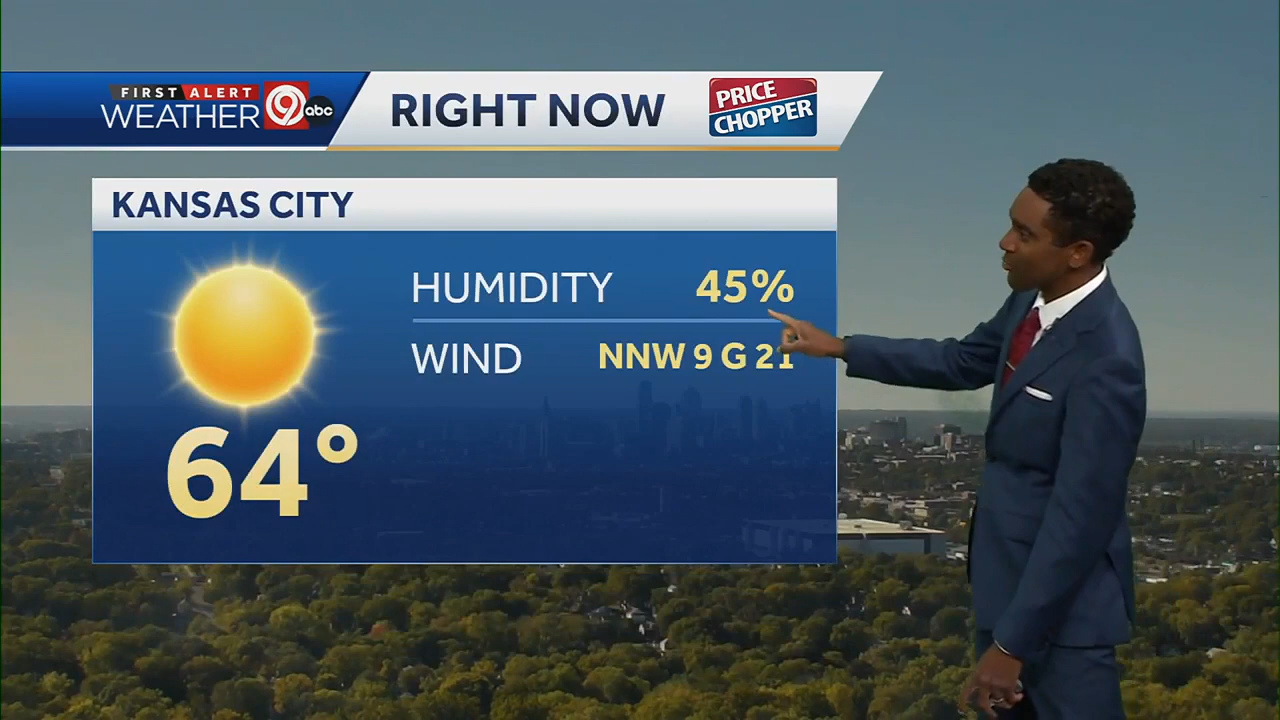 FIRST ALERT
WEATHER 9 abc
RIGHT NOW
PRICE
CHOPPER
KANSAS CITY
HUMIDITY 45%
WIND NNW 9 G 21
64°